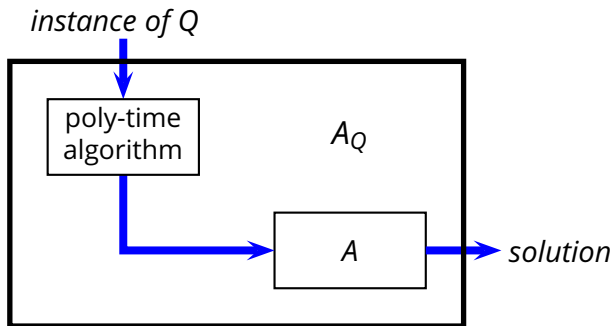 instance of Q
poly-time
algorithm
A_Q
A
solution